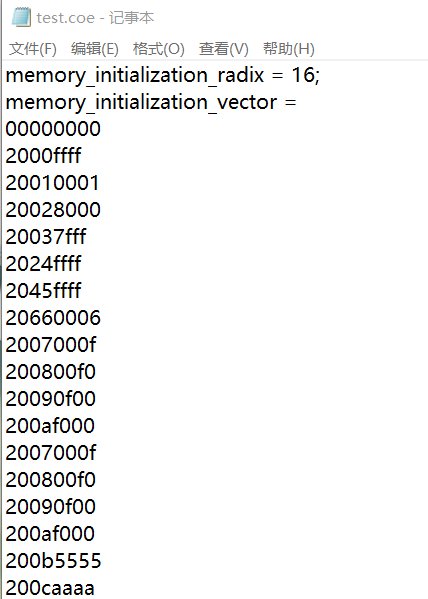 test.coe - 记事本
文件(F) 编辑(E) 格式(O) 查看(V) 帮助(H)
memory_initialization_radix = 16;
memory_initialization_vector =
00000000
2000ffff
20010001
20028000
20037fff
2024ffff
2045ffff
20660006
2007000f
200800f0
20090f00
200af000
2007000f
200800f0
20090f00
200af000
200b5555
200caaaa